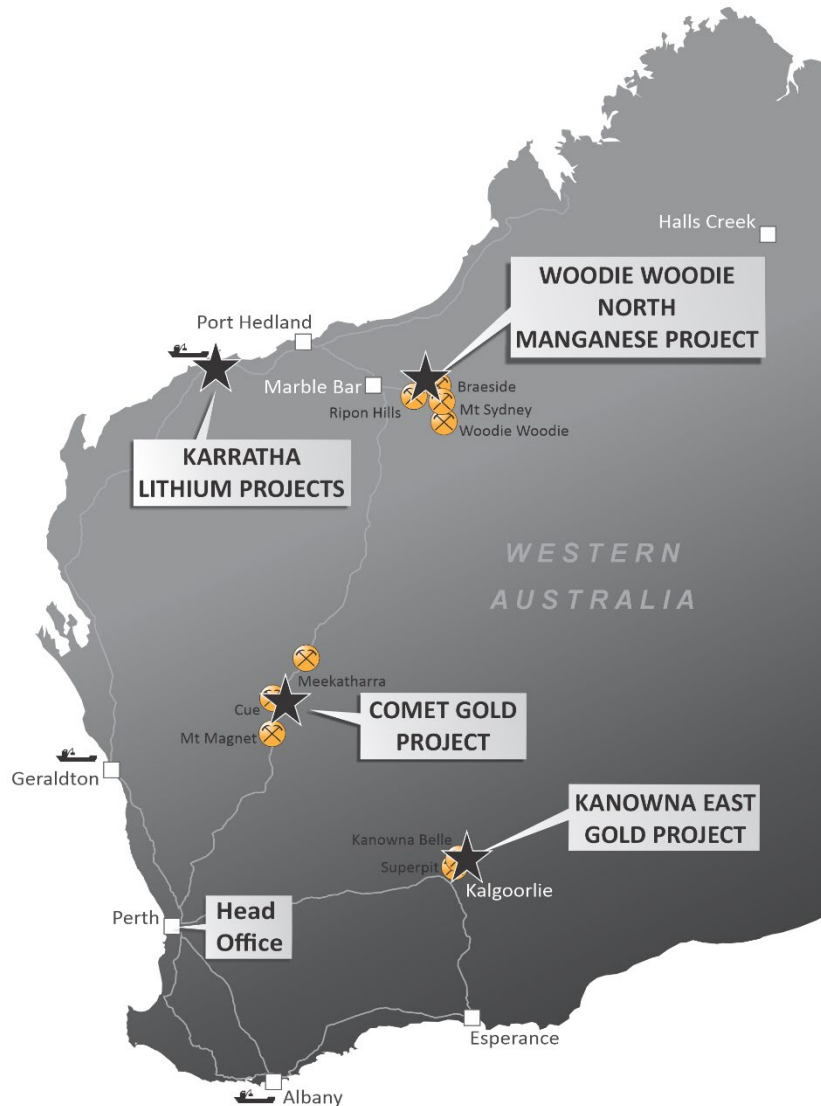 Halls Creek
WOODIE WOODIE
NORTH
MANGANESE PROJECT
Port Hedland
Marble Bar
Braeside
Ripon Hills
Mt Sydney
Woodie Woodie
KARRATHA
LITHIUM PROJECTS
WESTERN
AUSTRALIA
Meekatharra
Cue
COMET GOLD
PROJECT
Mt Magnet
Geraldton
KANOWNA EAST
GOLD PROJECT
Kanowna Belle
Superpit
Kalgoorlie
Perth
Head
Office
Esperance
Albany